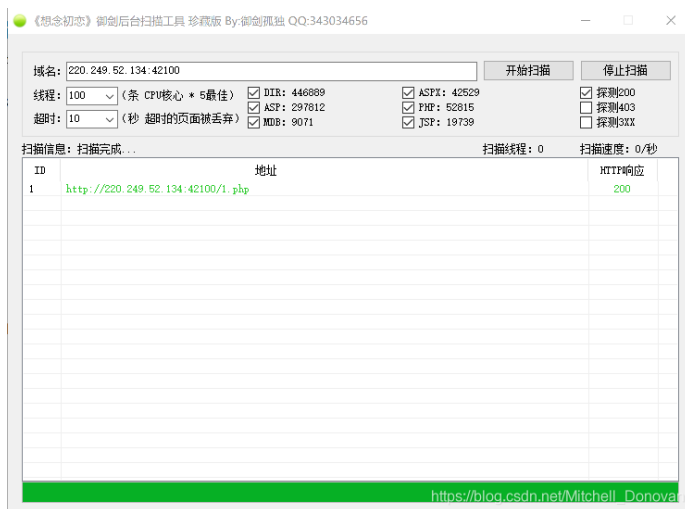 《想念初恋》御剑后台扫描工具 珍藏版 By:御剑孤独 QQ:343034656
域名: 220.249.52.134:42100 开始扫描 停止扫描
线程: 100 (条 CPU核心 * 5最佳) DIR: 446889 ASPX: 42529 探测200
ASP: 297812 PHP: 52815 探测403
超时: 10 (秒 超时的页面被丢弃) MDB: 9071 JSP: 19739 探测3XX
扫描信息: 扫描完成... 扫描线程: 0 扫描速度: 0/秒
ID 地址 HTTP响应
1 http://220.249.52.134:42100/1.php 200
https://blog.csdn.net/Mitchell_Donovan